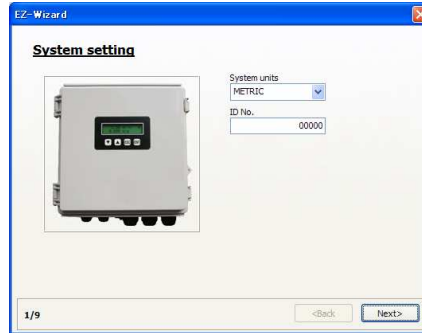 EZ-Wizard
System setting
System units
METRIC
ID No.
00000
1/9
<Back
Next>